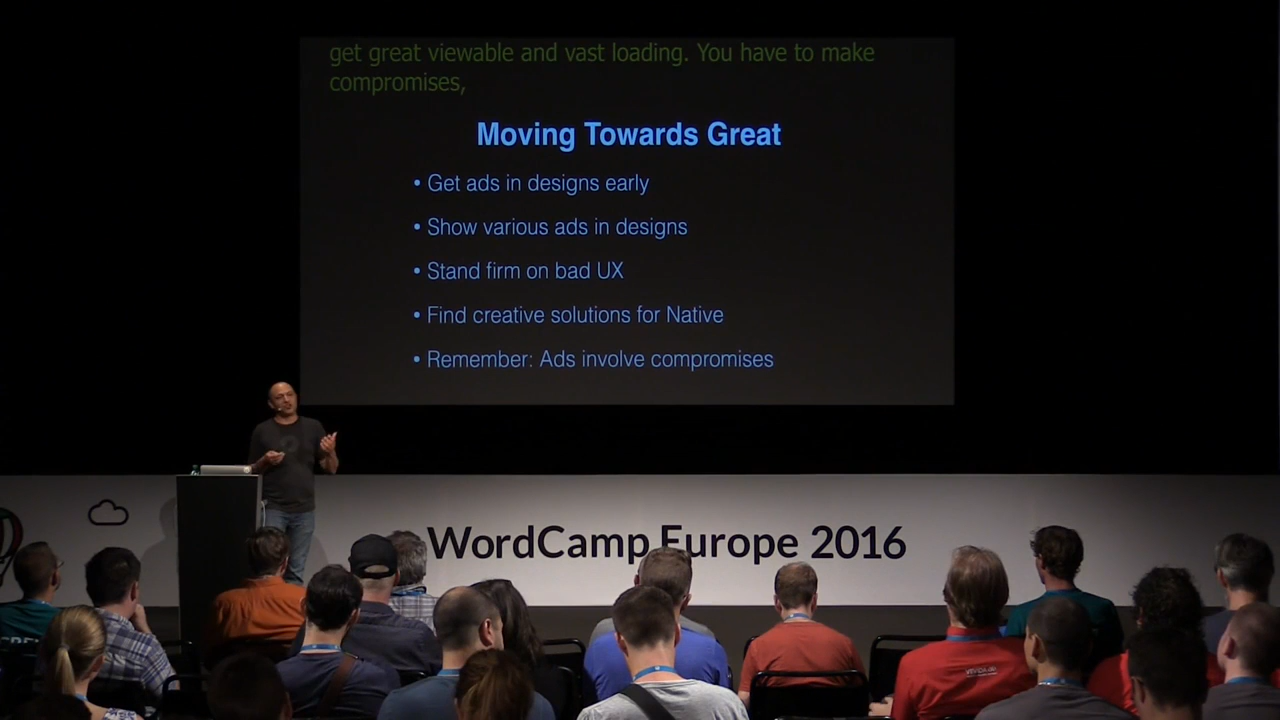 get great viewable and vast loading. You have to make
compromises,
Moving Towards Great
• Get ads in designs early
• Show various ads in designs
• Stand firm on bad UX
• Find creative solutions for Native
• Remember: Ads involve compromises
WordCamp Europe 2016